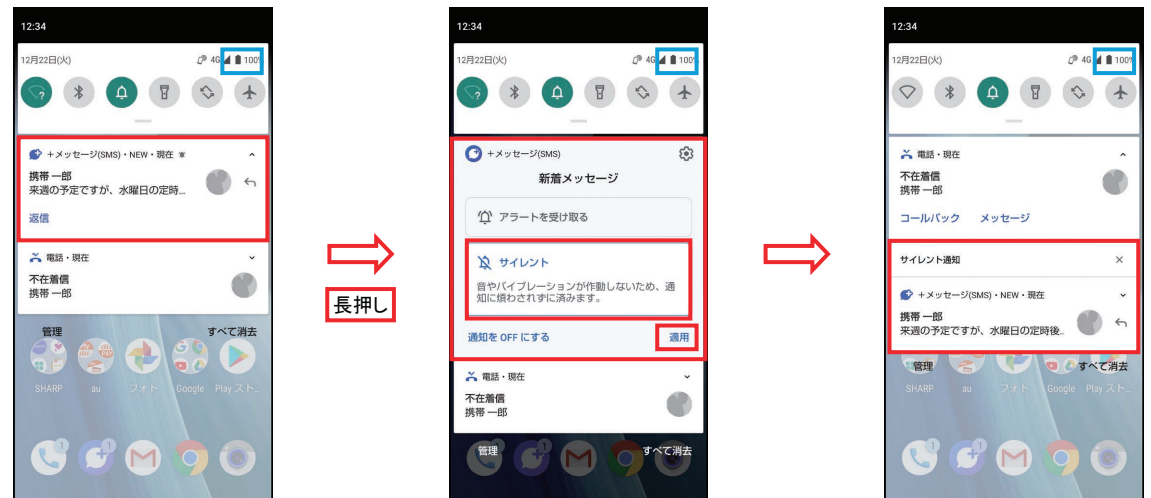 12:34
12月22日(火)
4G
100%
+メッセージ(SMS)・NEW・現在
携帯 一郎
来週の予定ですが、水曜日の定時...
返信
電話・現在
不在着信
携帯 一郎
管理
すべて消去
SHARP
au
フォト
Google
Play スト...
1
1
長押し
12:34
12月22日(火)
4G
100%
+メッセージ(SMS)
新着メッセージ
アラートを受け取る
サイレント
音やバイブレーションが作動しないため、通
知に煩わされずに済みます。
通知を OFF にする
適用
電話・現在
不在着信
携帯 一郎
管理
すべて消去
1
12:34
12月22日(火)
4G
100%
電話・現在
不在着信
携帯 一郎
コールバック
メッセージ
サイレント通知
+メッセージ(SMS)・NEW・現在
携帯 一郎
来週の予定ですが、水曜日の定時後...
管理
すべて消去
SHARP
au
フォト
Google
Play スト...
1
1